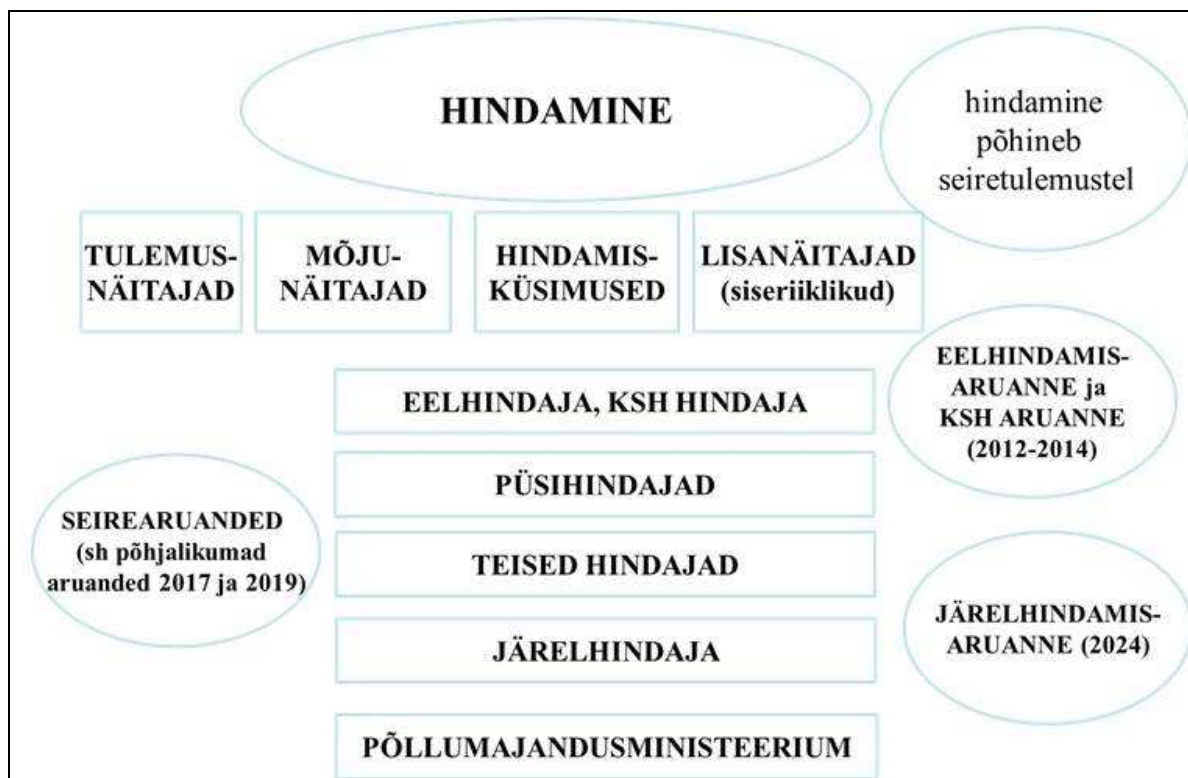 HINDAMINE
hindamine
põhineb
seiretulemustel
TULEMUS-
NÄITAJAD
MÕJU-
NÄITAJAD
HINDAMIS-
KÜSIMUSED
LISANÄITAJAD
(siseriiklikud)
EELHINDAMIS-
ARUANNE ja
KSH ARUANNE
(2012-2014)
EELHINDAJA, KSH HINDAJA
PÜSIHINDAJAD
SEIREARUANDED
(sh põhjalikumad
aruanded 2017 ja 2019)
TEISED HINDAJAD
JÄRELHINDAMIS-
ARUANNE (2024)
JÄRELHINDAJA
PÕLLUMAJANDUSMINISTEERIUM